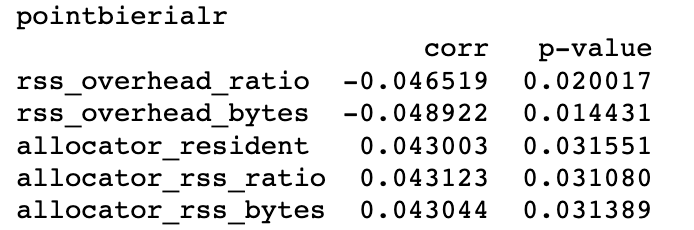 pointbierialr
corr p-value
rss_overhead_ratio -0.046519 0.020017
rss_overhead_bytes -0.048922 0.014431
allocator_resident 0.043003 0.031551
allocator_rss_ratio 0.043123 0.031080
allocator_rss_bytes 0.043044 0.031389